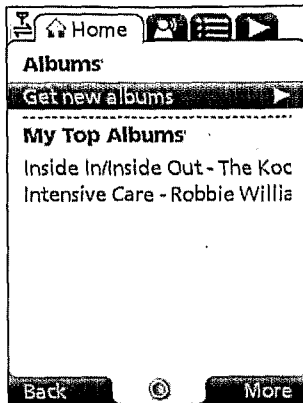 Home
Albums
Get new albums
My Top Albums
Inside In/Inside Out - The Koc
Intensive Care - Robbie Willia
Back More